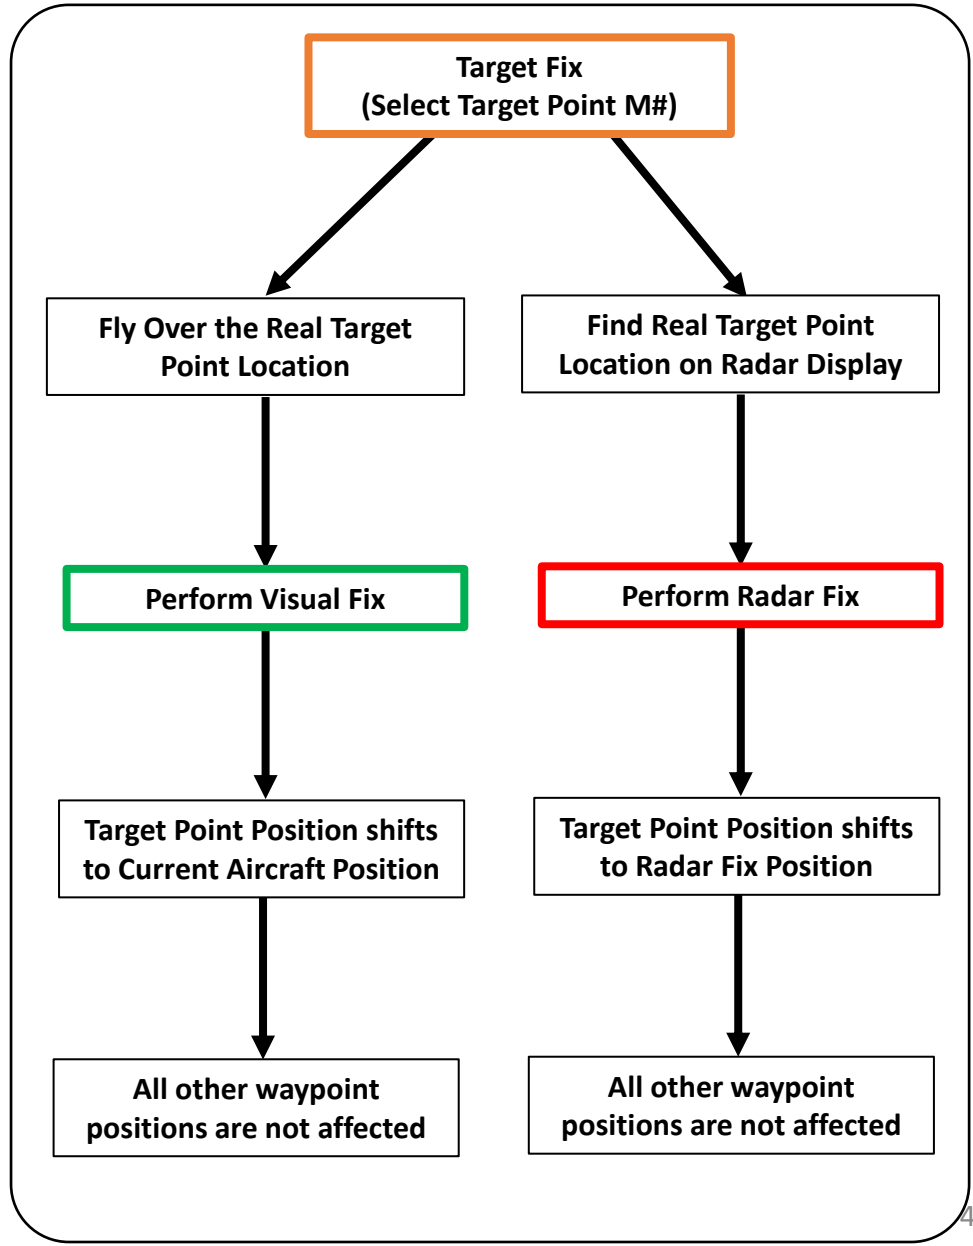 Target Fix
(Select Target Point M#)
Fly Over the Real Target
Point Location
Find Real Target Point
Location on Radar Display
Perform Visual Fix
Perform Radar Fix
Target Point Position shifts
to Current Aircraft Position
Target Point Position shifts
to Radar Fix Position
All other waypoint
positions are not affected
All other waypoint
positions are not affected
4